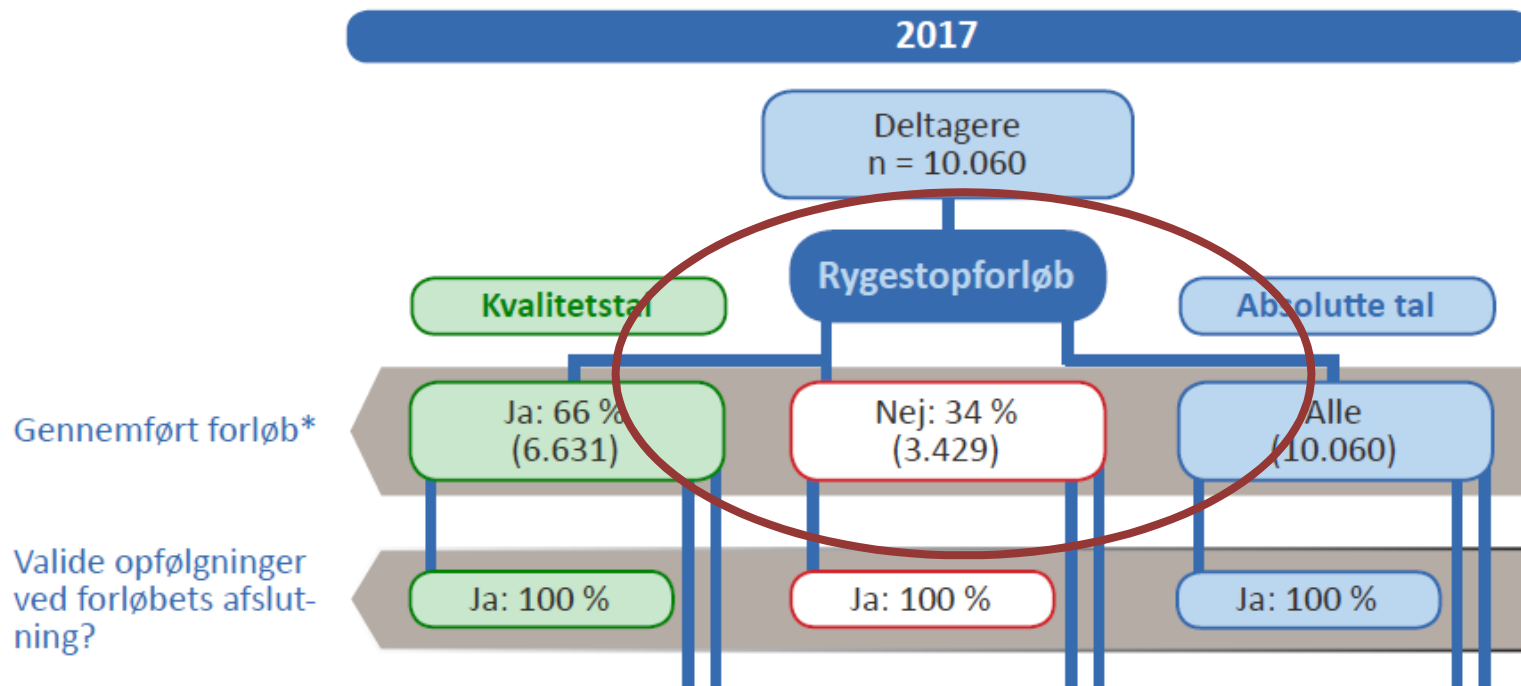 2017
Deltagere
n = 10.060
Rygestopforløb
Kvalitetstal
Absolutte tal
Gennemført forløb*
Ja: 66 %
(6.631)
Nej: 34 %
(3.429)
Alle
(10.060)
Valide opfølgninger
ved forløbets afslut-
ning?
Ja: 100 %
Ja: 100 %
Ja: 100 %